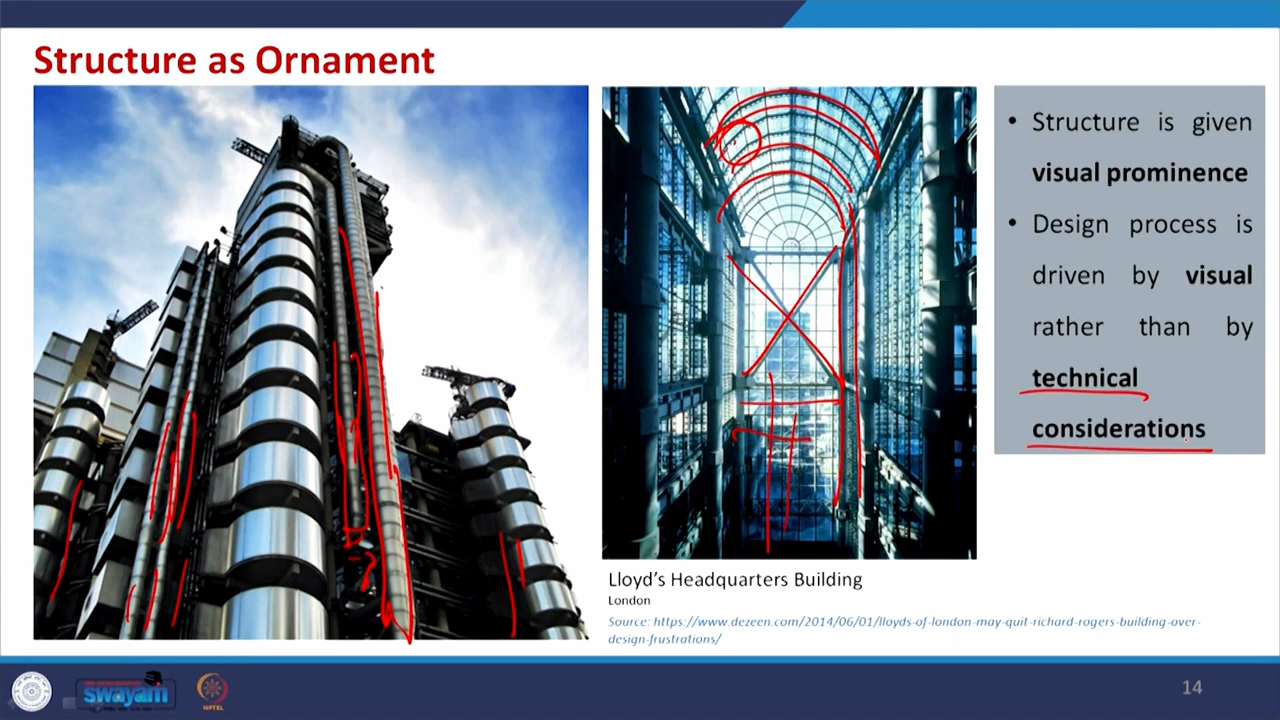 Structure as Ornament
• Structure is given
visual prominence
• Design process is
driven by visual
rather than by
technical
considerations
Lloyd's Headquarters Building
London
Source: https://www.dezeen.com/2014/06/01/lloyds-of-london-may-quit-richard-rogers-building-over-
design-frustrations/
swayam
NPTEL
14